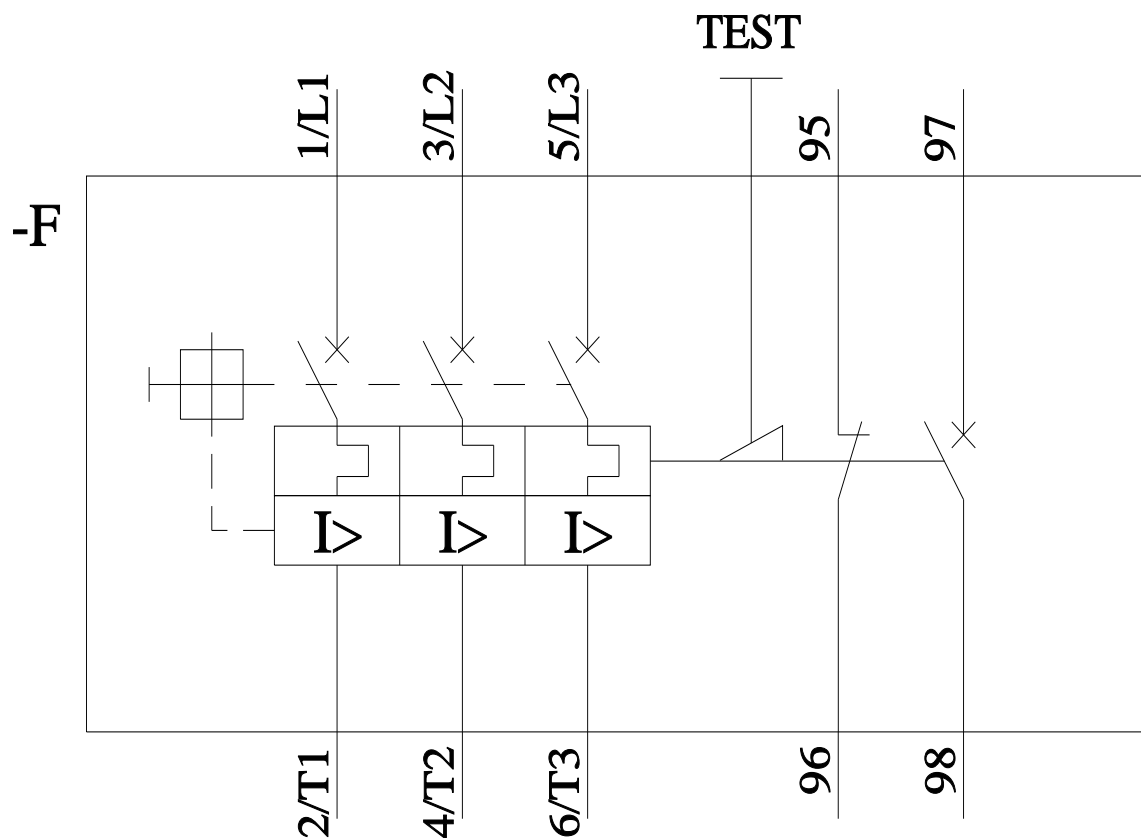 TEST
1/L1
3/L2
5/L3
95
97
-F
I>
I>
I>
2/T1
4/T2
6/T3
96
98